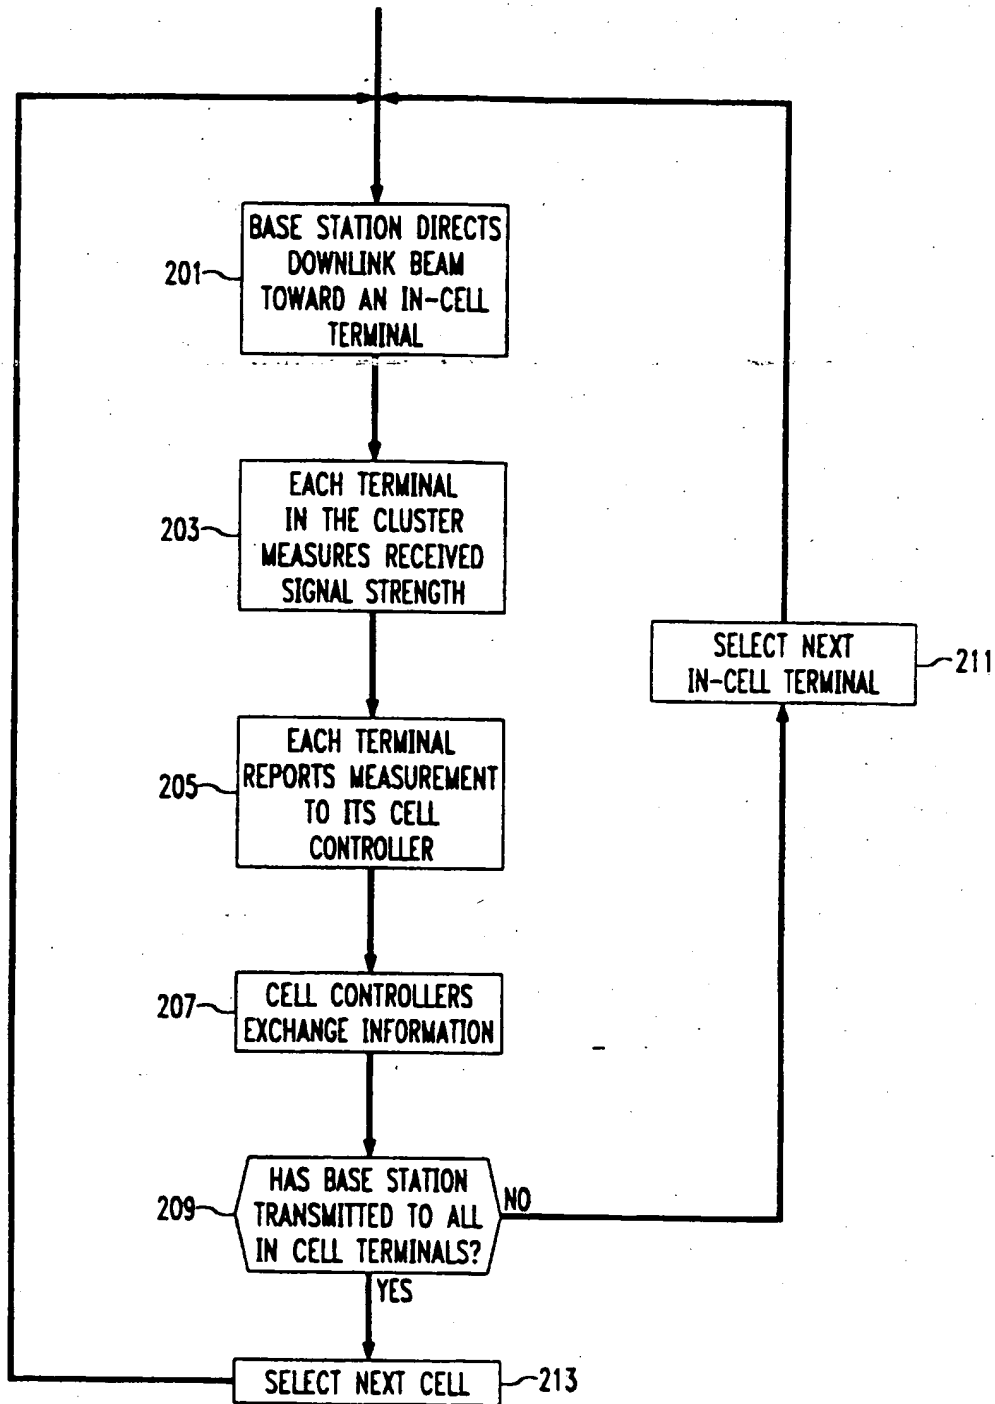 BASE STATION DIRECTS
DOWNLINK BEAM
TOWARD AN IN-CELL
TERMINAL
201
EACH TERMINAL
IN THE CLUSTER
MEASURES RECEIVED
SIGNAL STRENGTH
203
SELECT NEXT
IN-CELL TERMINAL
211
EACH TERMINAL
REPORTS MEASUREMENT
TO ITS CELL
CONTROLLER
205
CELL CONTROLLERS
EXCHANGE INFORMATION
207
HAS BASE STATION
TRANSMITTED TO ALL
IN CELL TERMINALS?
209
NO
YES
SELECT NEXT CELL
213